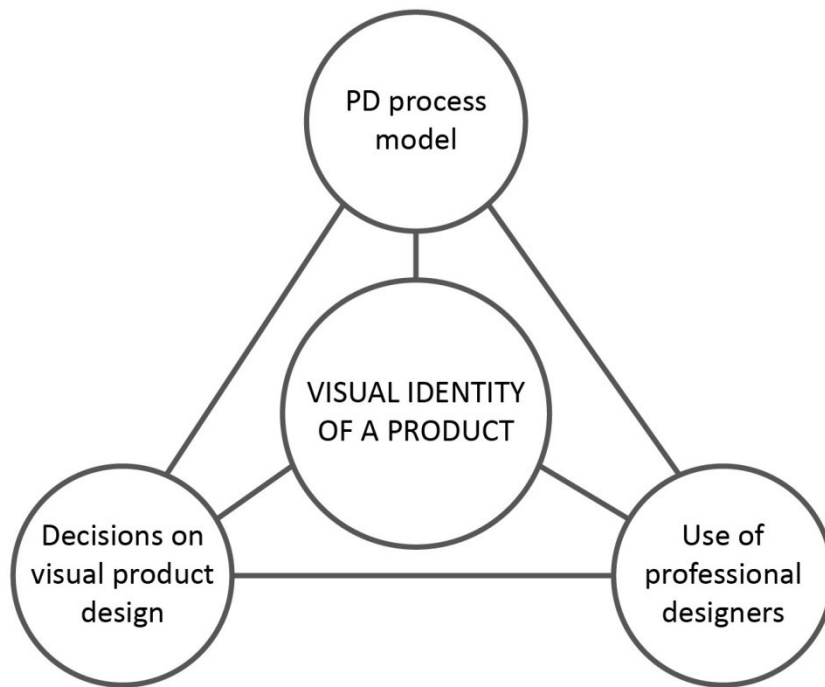 PD process
model
VISUAL IDENTITY
OF A PRODUCT
Decisions on
visual product
design
Use of
professional
designers